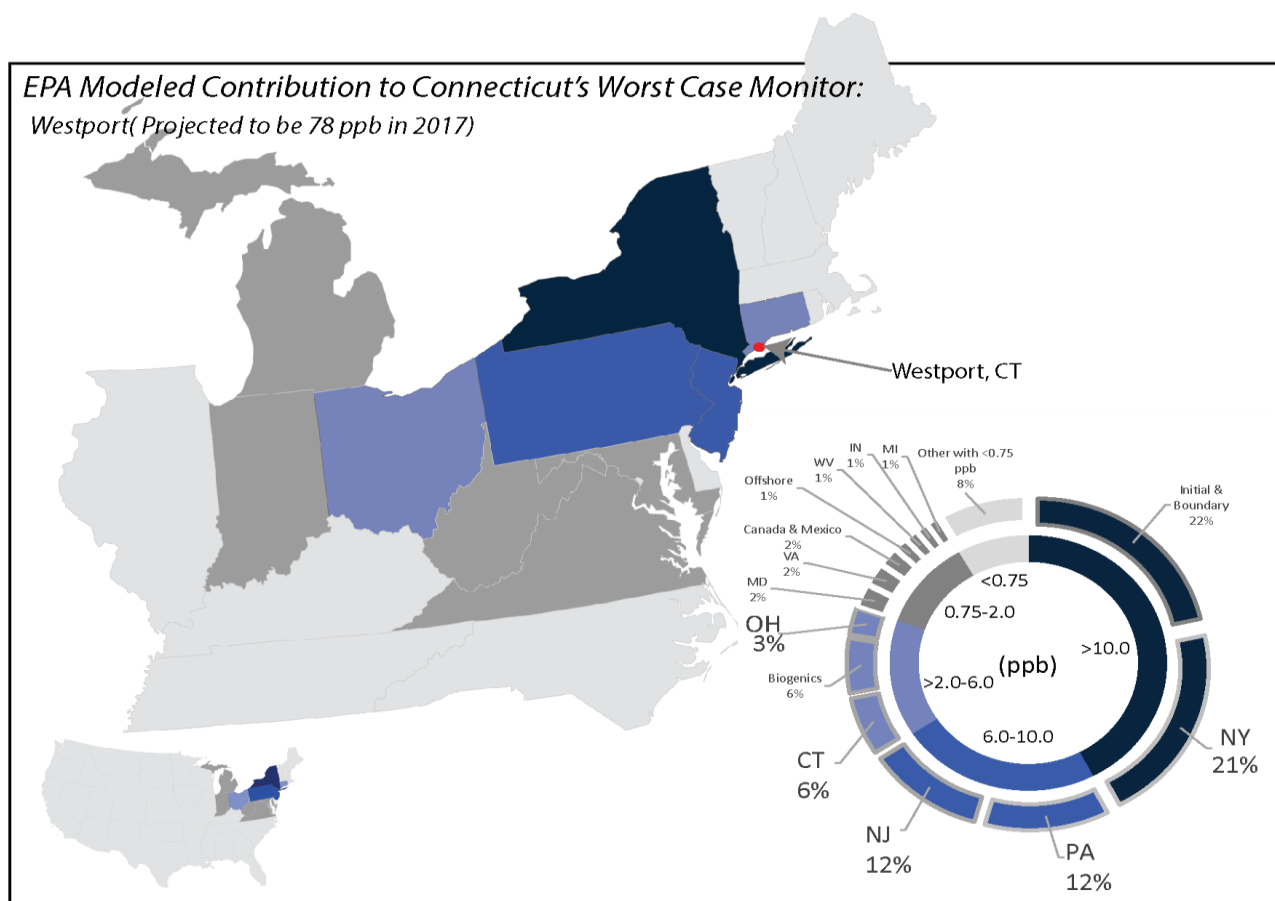 EPA Modeled Contribution to Connecticut's Worst Case Monitor:
Westport( Projected to be 78 ppb in 2017)
Westport, CT
IN
1%
MI
1%
Other with <0.75
ppb
8%
WV
1%
Offshore
1%
Initial &
Boundary
22%
Canada & Mexico
2%
VA
2%
MD
2%
OH
3%
Biogenics
6%
CT
6%
NJ
12%
PA
12%
NY
21%
<0.75
0.75-2.0
>10.0
(ppb)
>2.0-6.0
6.0-10.0